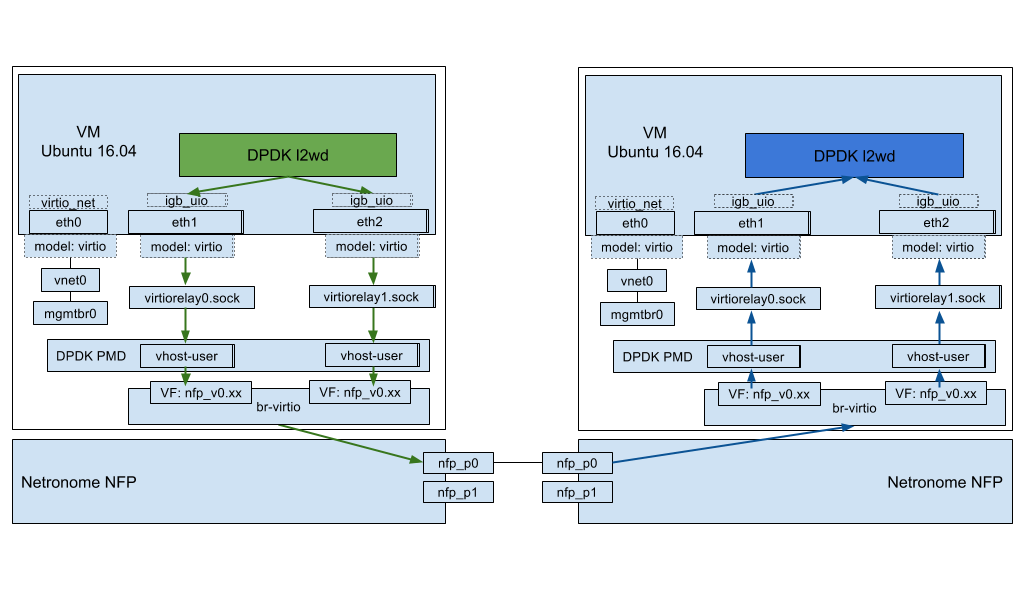 VM
Ubuntu 16.04
DPDK l2wd
virtio_net
igb_uio
igb_uio
eth0
eth1
eth2
model: virtio
model: virtio
model: virtio
vnet0
virtiorelay0.sock
virtiorelay1.sock
mgmtbr0
DPDK PMD
vhost-user
vhost-user
VF: nfp_v0.xx
VF: nfp_v0.xx
br-virtio
nfp_p0
Netronome NFP
nfp_p1
VM
Ubuntu 16.04
DPDK l2wd
virtio_net
igb_uio
igb_uio
eth0
eth1
eth2
model: virtio
model: virtio
model: virtio
vnet0
virtiorelay0.sock
virtiorelay1.sock
mgmtbr0
DPDK PMD
vhost-user
vhost-user
VF: nfp_v0.xx
VF: nfp_v0.xx
br-virtio
nfp_p0
Netronome NFP
nfp_p1